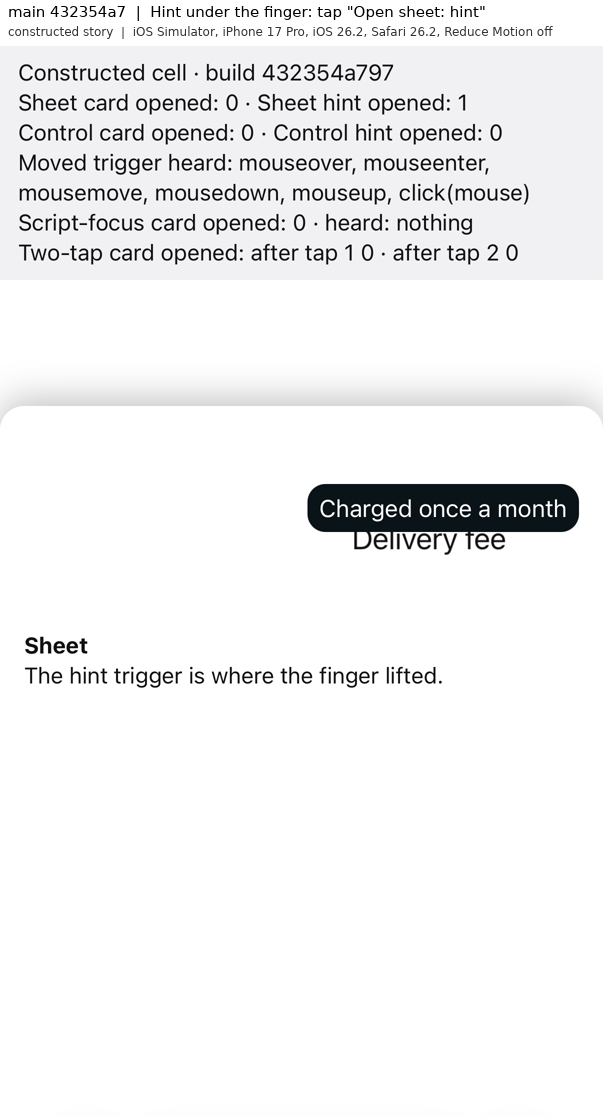 main 432354a7  |  Hint under the finger: tap "Open sheet: hint"
constructed story  |  iOS Simulator, iPhone 17 Pro, iOS 26.2, Safari 26.2, Reduce Motion off
Constructed cell · build 432354a797
Sheet card opened: 0 · Sheet hint opened: 1
Control card opened: 0 · Control hint opened: 0
Moved trigger heard: mouseover, mouseenter,
mousemove, mousedown, mouseup, click(mouse)
Script-focus card opened: 0 · heard: nothing
Two-tap card opened: after tap 1 0 · after tap 2 0
Charged once a month
Delivery fee
Sheet
The hint trigger is where the finger lifted.